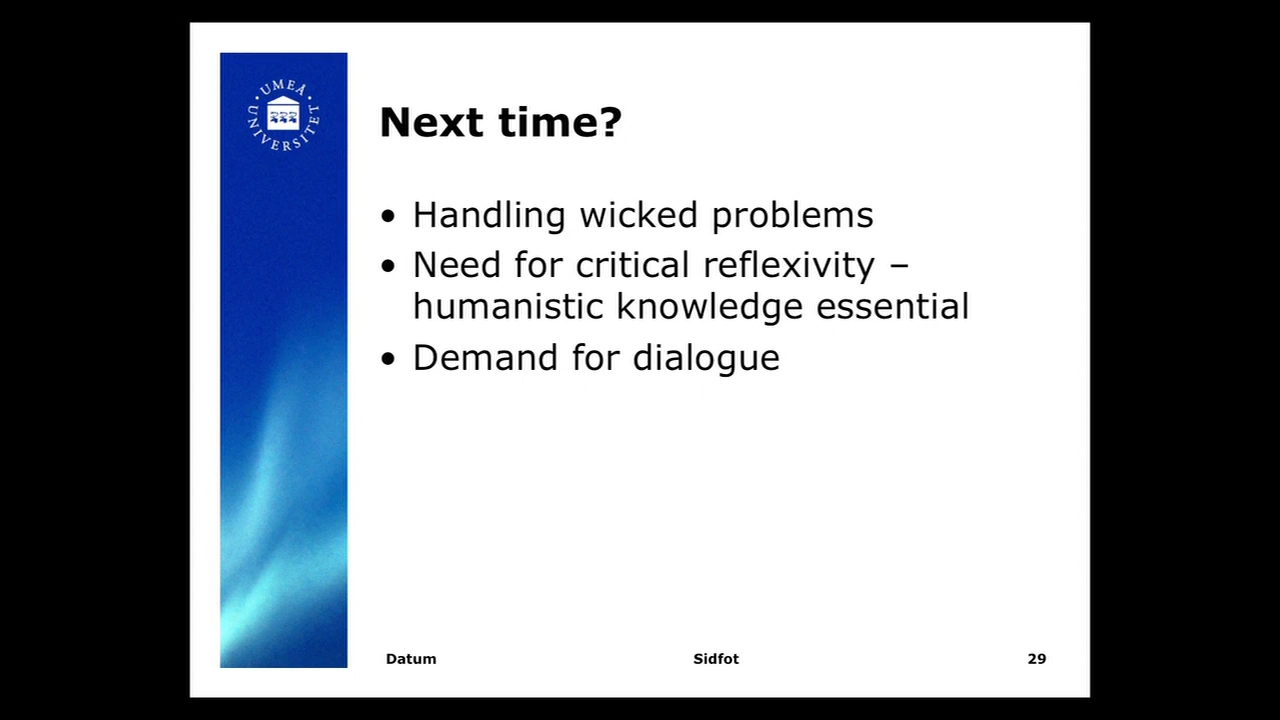 UMEÅ UNIVERSITET
Next time?
• Handling wicked problems
• Need for critical reflexivity –
humanistic knowledge essential
• Demand for dialogue
Datum Sidfot 29